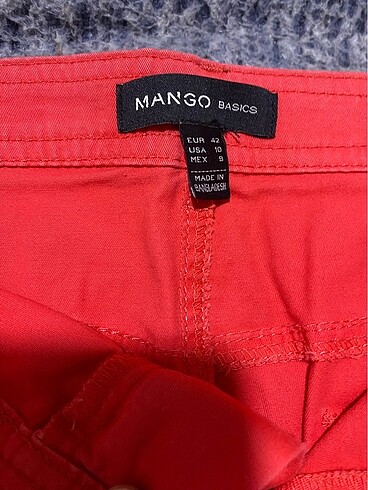 MANGO BASICS
EUR 42
USA 10
MEX 9
MADE IN
BANGLADESH